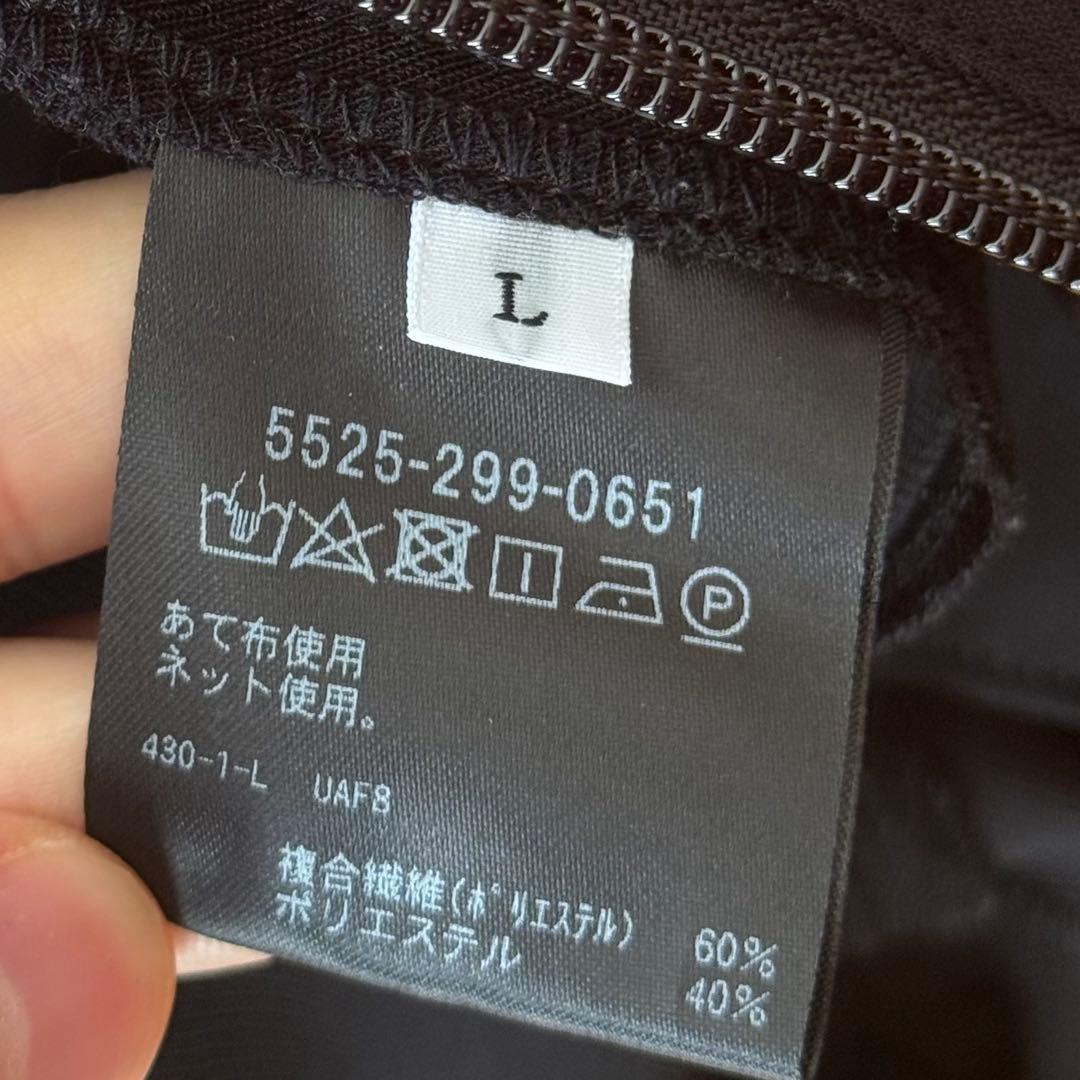 L
5525-299-0651
P
あて布使用
ネット使用。
430-1-L UAF8
複合繊維(ポリエステル) 60%
ポリエステル 40%